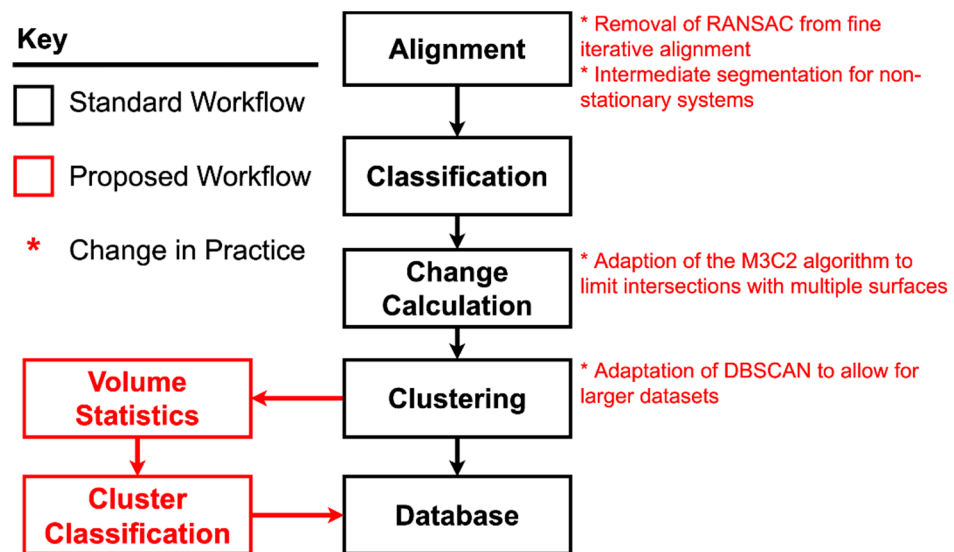 Key
Standard Workflow
Proposed Workflow
* Change in Practice
Alignment
* Removal of RANSAC from fine
iterative alignment
* Intermediate segmentation for non-
stationary systems
Classification
Change
Calculation
* Adaption of the M3C2 algorithm to
limit intersections with multiple surfaces
Clustering
* Adaptation of DBSCAN to allow for
larger datasets
Volume
Statistics
Cluster
Classification
Database